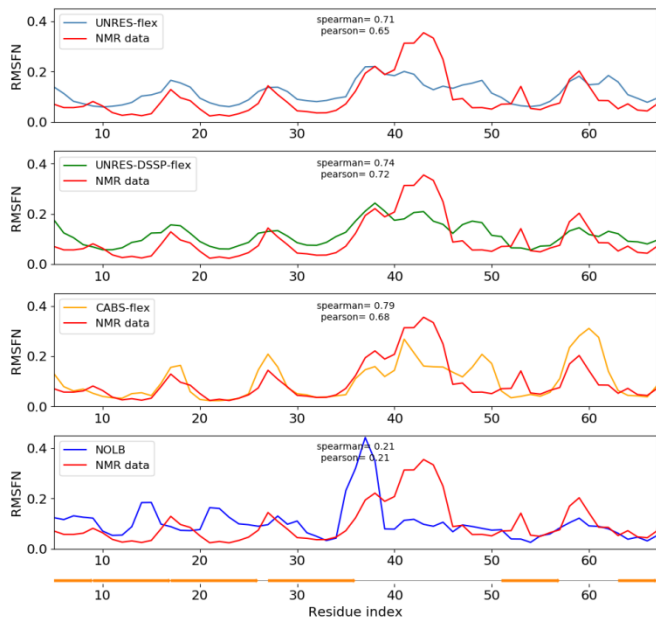 0.4
UNRES-flex
NMR data
spearman= 0.71
pearson= 0.65
RMSFN
0.2
0.0
10 20 30 40 50 60
0.4
UNRES-DSSP-flex
NMR data
spearman= 0.74
pearson= 0.72
RMSFN
0.2
0.0
10 20 30 40 50 60
0.4
CABS-flex
NMR data
spearman= 0.79
pearson= 0.68
RMSFN
0.2
0.0
10 20 30 40 50 60
0.4
NOLB
NMR data
spearman= 0.21
pearson= 0.21
RMSFN
0.2
0.0
10 20 30 40 50 60
Residue index